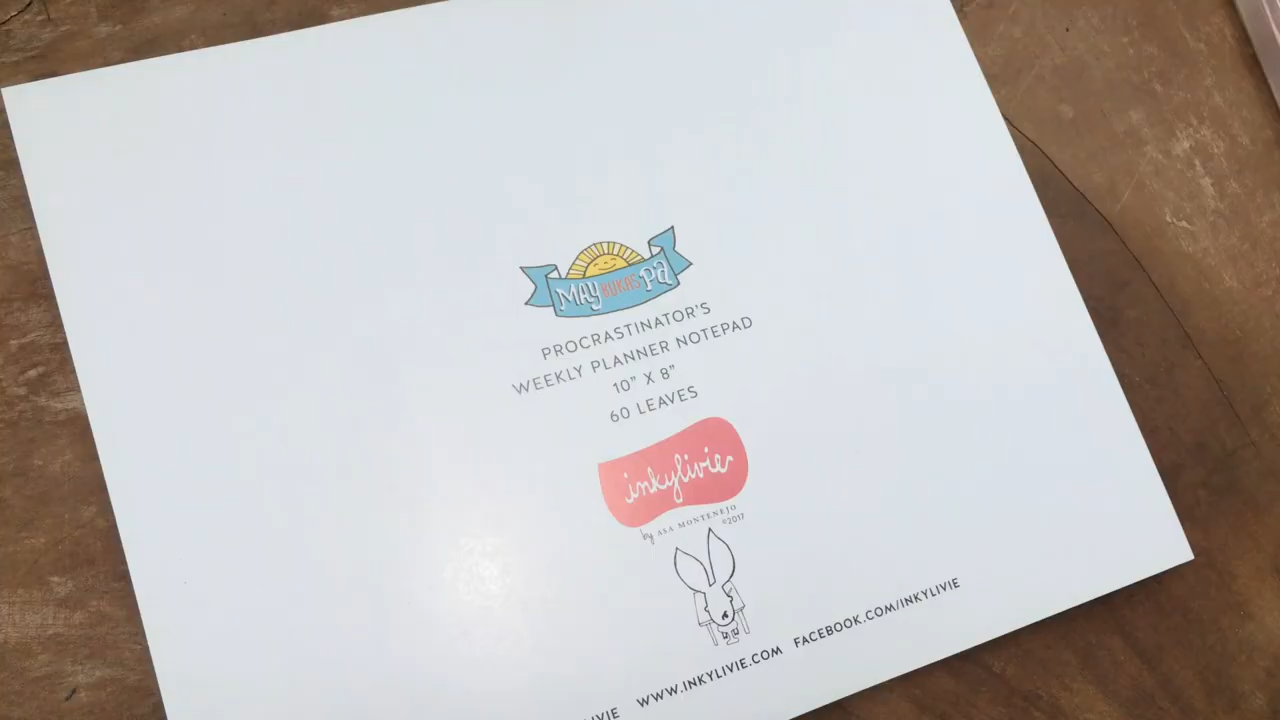 MAY BUKAS PA
PROCRASTINATOR'S
WEEKLY PLANNER NOTEPAD
10" X 8"
60 LEAVES
inkylivie
by ASA MONTENEJO
©2017
WWW.INKYLIVIE.COM FACEBOOK.COM/INKYLIVIE